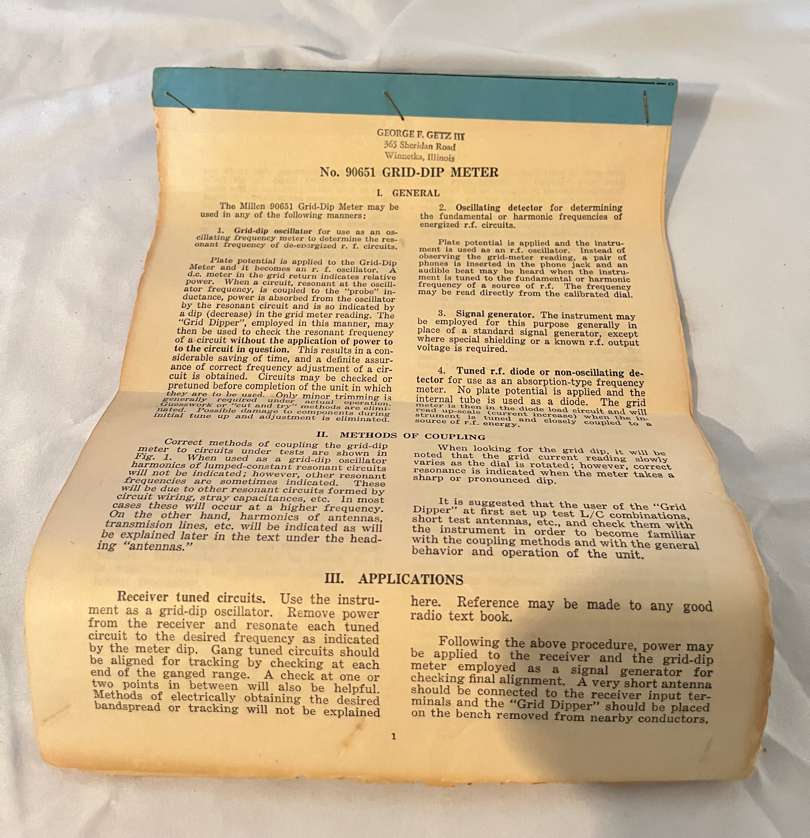 GEORGE F. GETZ III
365 Sheridan Road
Winnetka, Illinois
No. 90651 GRID-DIP METER
I. GENERAL
The Millen 90651 Grid-Dip Meter may be
used in any of the following manners:
1. Grid-dip oscillator for use as an os-
cillating frequency meter to determine the res-
onant frequency of de-energized r. f. circuits.
Plate potential is applied to the Grid-Dip
Meter and it becomes an r. f. oscillator. A
d.c. meter in the grid return indicates relative
power. When a circuit, resonant at the oscill-
ator frequency, is coupled to the "probe" in-
ductance, power is absorbed from the oscillator
by the resonant circuit and is so indicated by
a dip (decrease) in the grid meter reading. The
"Grid Dipper", employed in this manner, may
then be used to check the resonant frequency
of a circuit without the application of power to
to the circuit in question. This results in a con-
siderable saving of time, and a definite assur-
ance of correct frequency adjustment of a cir-
cuit is obtained. Circuits may be checked or
pretuned before completion of the unit in which
they are to be used. Only minor trimming is
generally required under actual operation.
Guesswork or "cut and try" methods are elimi-
nated. Possible damage to components during
initial tune up and adjustment is eliminated.
2. Oscillating detector for determining
the fundamental or harmonic frequencies of
energized r.f. circuits.
Plate potential is applied and the instru-
ment is used as an r.f. oscillator. Instead of
observing the grid-meter reading, a pair of
phones is inserted in the phone jack and an
audible beat may be heard when the instru-
ment is tuned to the fundamental or harmonic
frequency of a source of r.f. The frequency
may be read directly from the calibrated dial.
3. Signal generator. The instrument may
be employed for this purpose generally in
place of a standard signal generator, except
where special shielding or a known r.f. output
voltage is required.
4. Tuned r.f. diode or non-oscillating de-
tector for use as an absorption-type frequency
meter. No plate potential is applied and the
internal tube is used as a diode. The grid
meter is then in the diode load circuit and will
read up-scale (current increase) when the in-
strument is tuned and closely coupled to a
source of r.f. energy.
II. METHODS OF COUPLING
Correct methods of coupling the grid-dip
meter to circuits under tests are shown in
Fig. I. When used as a grid-dip oscillator
harmonics of lumped-constant resonant circuits
will not be indicated; however, other resonant
frequencies are sometimes indicated. These
will be due to other resonant circuits formed by
circuit wiring, stray capacitances, etc. In most
cases these will occur at a higher frequency.
On the other hand, harmonics of antennas,
transmision lines, etc. will be indicated as will
be explained later in the text under the head-
ing "antennas."
When looking for the grid dip, it will be
noted that the grid current reading slowly
varies as the dial is rotated; however, correct
resonance is indicated when the meter takes a
sharp or pronounced dip.
It is suggested that the user of the "Grid
Dipper" at first set up test L/C combinations,
short test antennas, etc., and check them with
the instrument in order to become familiar
with the coupling methods and with the general
behavior and operation of the unit.
III. APPLICATIONS
Receiver tuned circuits. Use the instru-
ment as a grid-dip oscillator. Remove power
from the receiver and resonate each tuned
circuit to the desired frequency as indicated
by the meter dip. Gang tuned circuits should
be aligned for tracking by checking at each
end of the ganged range. A check at one or
two points in between will also be helpful.
Methods of electrically obtaining the desired
bandspread or tracking will not be explained
here. Reference may be made to any good
radio text book.
Following the above procedure, power may
be applied to the receiver and the grid-dip
meter employed as a signal generator for
checking final alignment. A very short antenna
should be connected to the receiver input ter-
minals and the "Grid Dipper" should be placed
on the bench removed from nearby conductors.
1